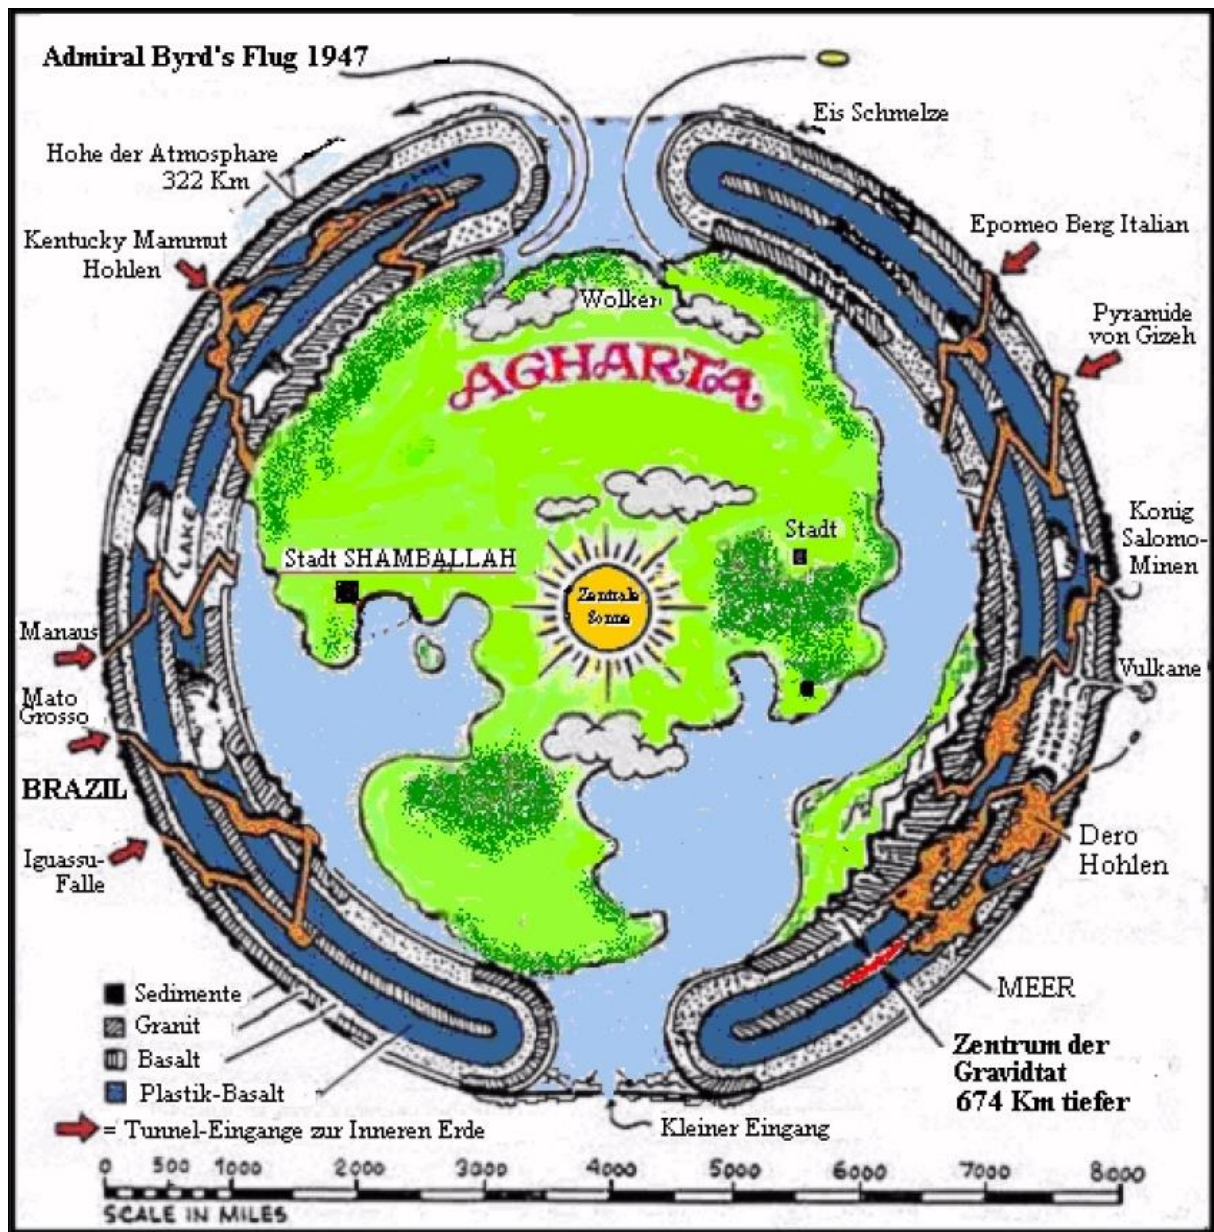 Admiral Byrd's Flug 1947
Eis Schmelze
Hohe der Atmosphare
322 Km
Kentucky Mammut
Hohlen
Epomeo Berg Italian
Pyramide
von Gizeh
Wolken
AGHARTA
Konig
Salomo-
Minen
LAKE
Stadt SHAMBALLAH
Stadt
Zentrale
Sonne
Manaus
Vulkane
Mato
Grosso
BRAZIL
Iguassu-
Falle
Dero
Hohlen
MEER
Sedimente
Granit
Basalt
Plastik-Basalt
Zentrum der
Gravidtat
674 Km tiefer
= Tunnel-Eingange zur Inneren Erde
Kleiner Eingang
0 500 1000 2000 3000 4000 5000 6000 7000 8000
SCALE IN MILES